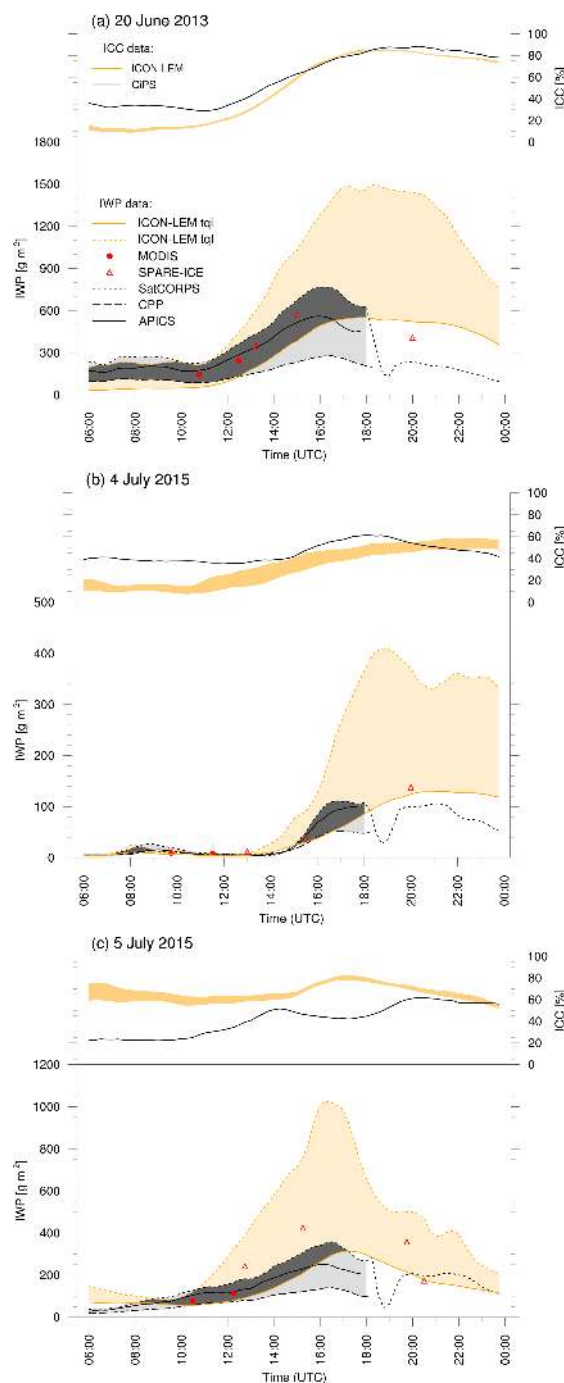 (a) 20 June 2013
ICC data:
ICON-LEM
CiPS
100
80
60
40
20
0
ICC [%]
1800
1500
1200
900
600
300
0
IWP [g m⁻²]
IWP data:
ICON-LEM tqi
ICON-LEM tqf
MODIS
SPARE-ICE
SatCORPS
CPP
APICS
06:00
08:00
10:00
12:00
14:00
16:00
18:00
20:00
22:00
00:00
Time (UTC)
(b) 4 July 2015
100
80
60
40
20
0
ICC [%]
500
400
300
200
100
0
IWP [g m⁻²]
06:00
08:00
10:00
12:00
14:00
16:00
18:00
20:00
22:00
00:00
Time (UTC)
(c) 5 July 2015
100
80
60
40
20
0
ICC [%]
1200
1000
800
600
400
200
0
IWP [g m⁻²]
06:00
08:00
10:00
12:00
14:00
16:00
18:00
20:00
22:00
00:00
Time (UTC)